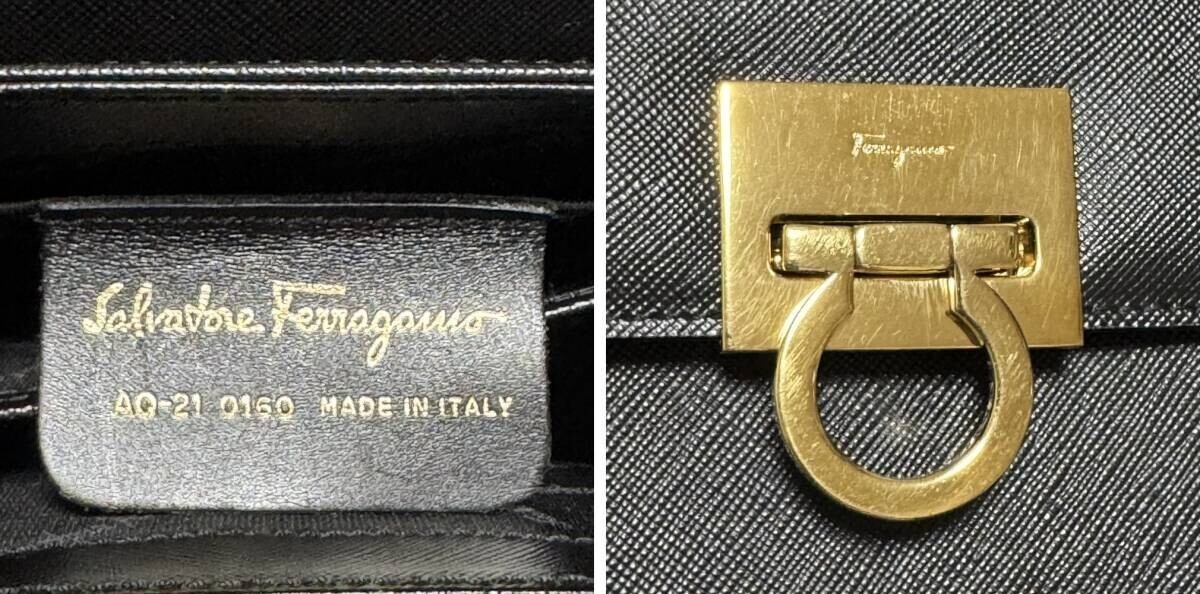 Salvatore Ferragamo
AQ-21 0160 MADE IN ITALY
Ferragamo